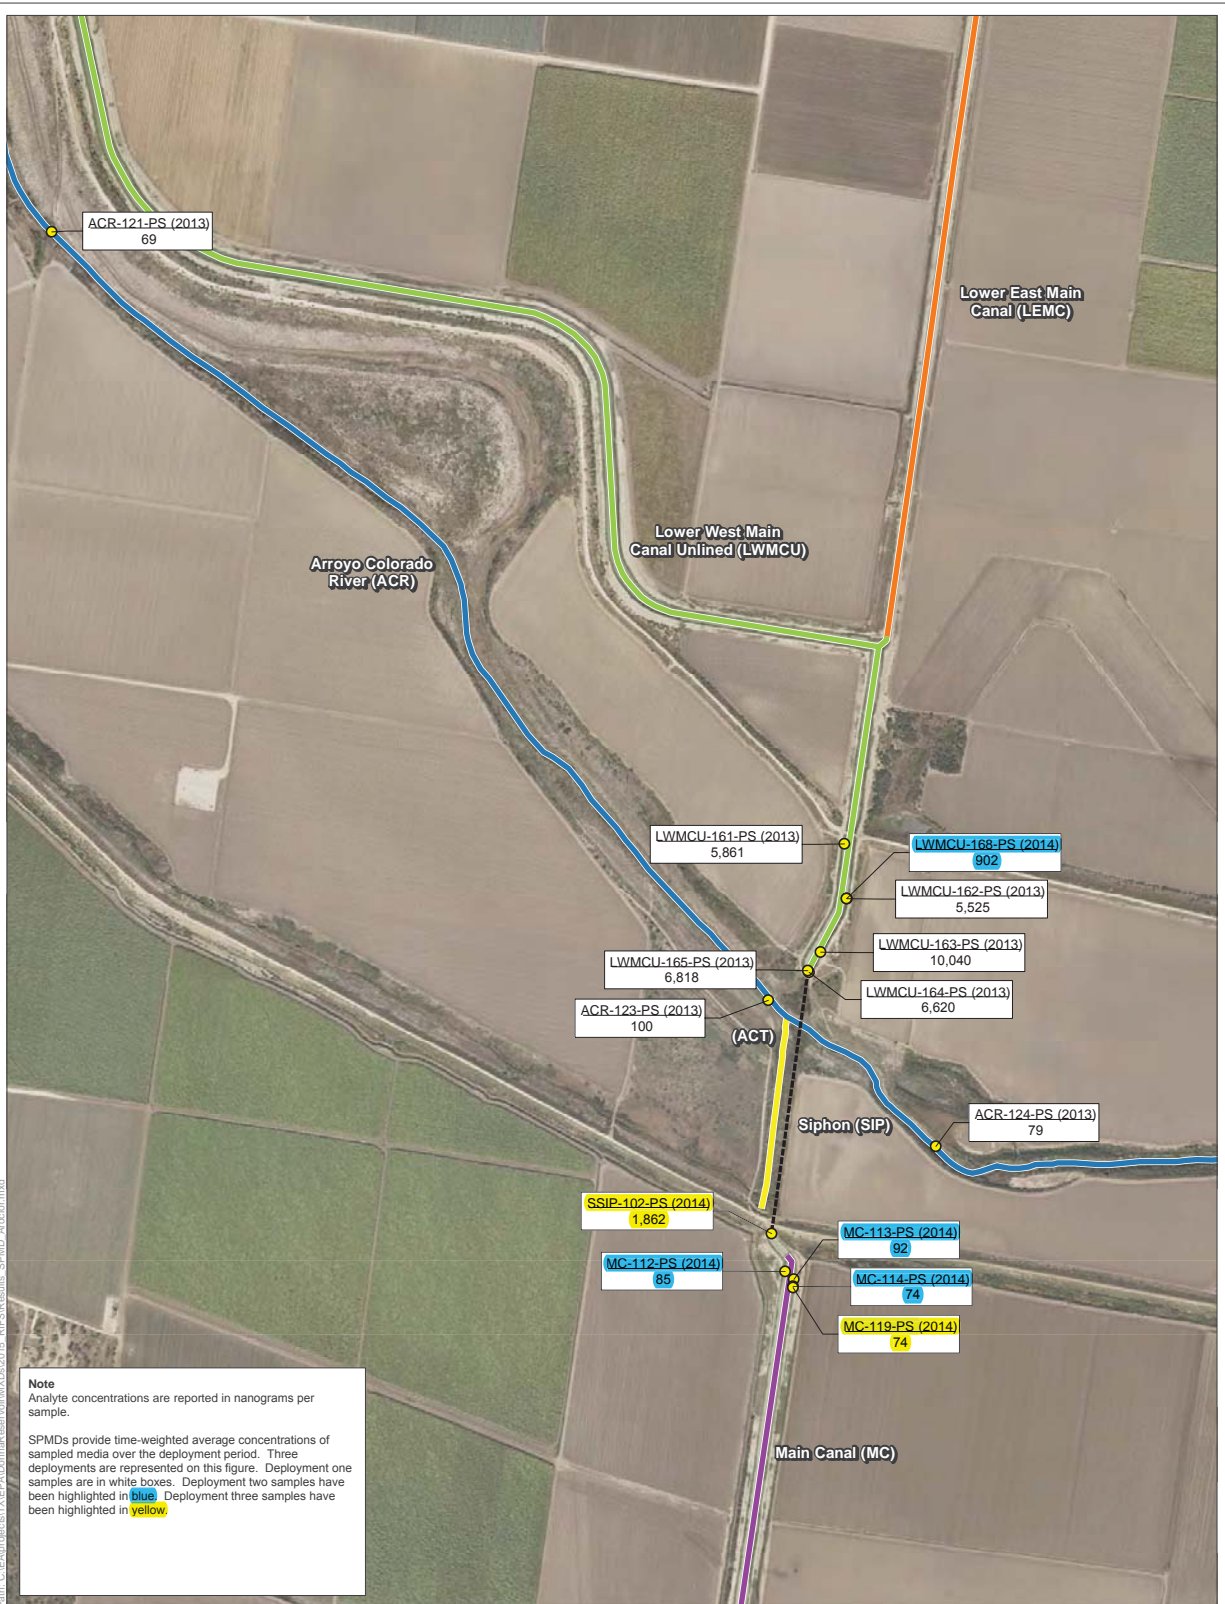 ACR-121-PS (2013)
69
Lower East Main
Canal (LEMC)
Lower West Main
Canal Unlined (LWMCU)
Arroyo Colorado
River (ACR)
LWMCU-161-PS (2013)
5,861
LWMCU-168-PS (2014)
902
LWMCU-162-PS (2013)
5,525
LWMCU-163-PS (2013)
10,040
LWMCU-165-PS (2013)
6,818
LWMCU-164-PS (2013)
6,620
ACR-123-PS (2013)
100
(ACT)
ACR-124-PS (2013)
79
Siphon (SIP)
SSIP-102-PS (2014)
1,862
MC-113-PS (2014)
92
MC-112-PS (2014)
85
MC-114-PS (2014)
74
MC-119-PS (2014)
74
Main Canal (MC)
Note
Analyte concentrations are reported in nanograms per
sample.
SPMDs provide time-weighted average concentrations of
sampled media over the deployment period. Three
deployments are represented on this figure. Deployment one
samples are in white boxes. Deployment two samples have
been highlighted in blue. Deployment three samples have
been highlighted in yellow.